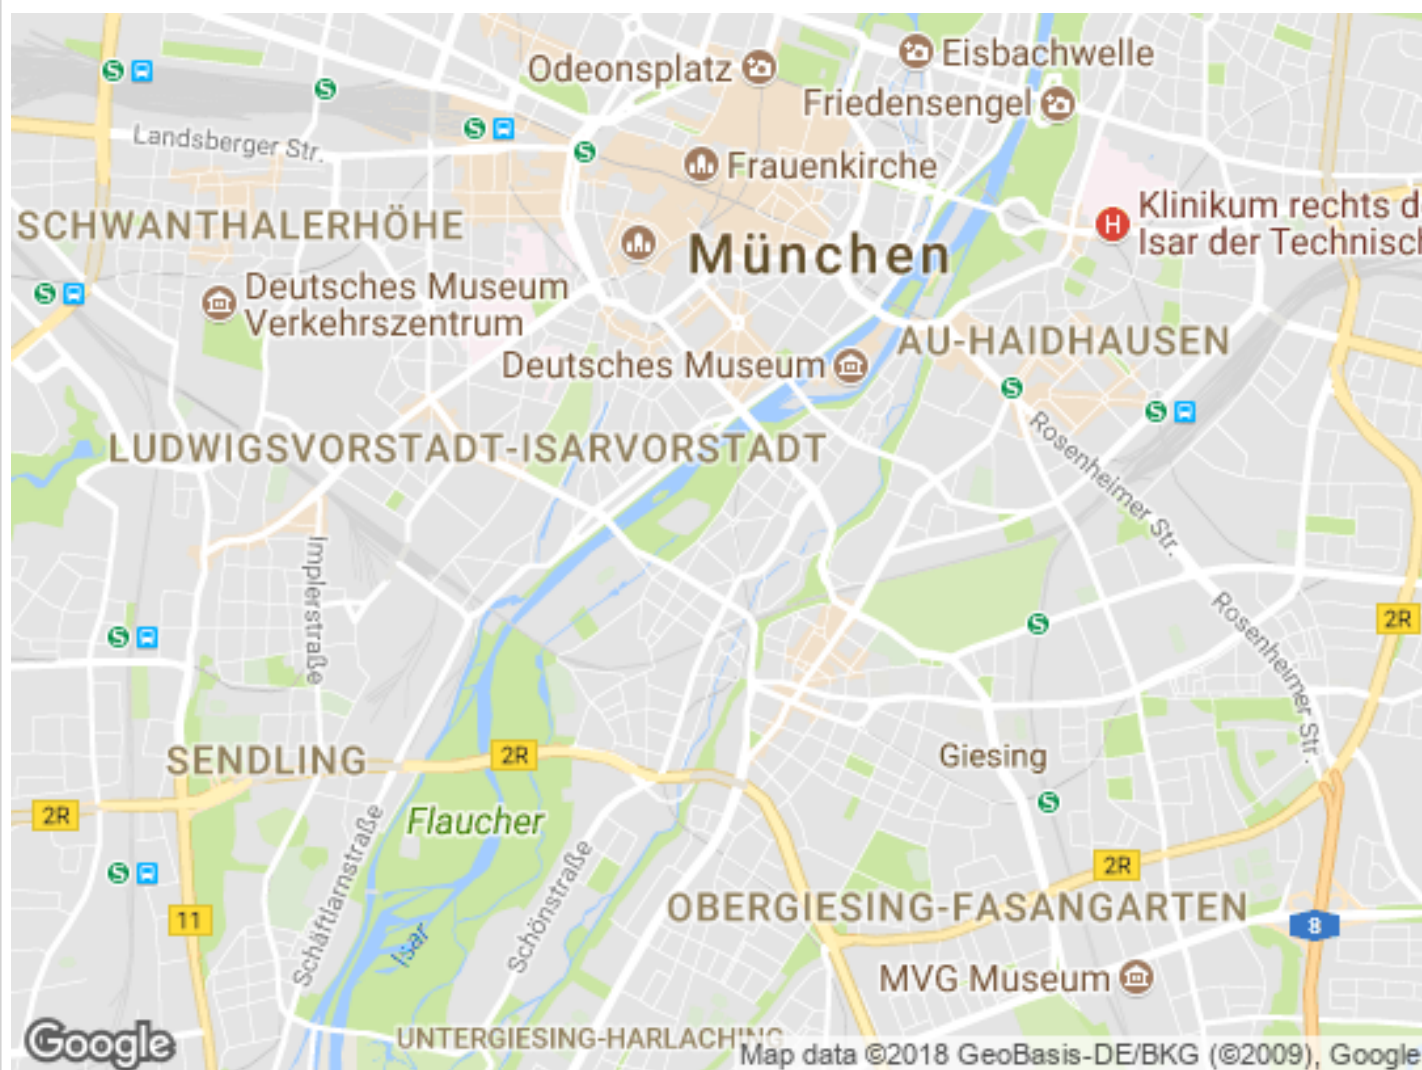 Odeonsplatz
Eisbachwelle
Friedensengel
Landsberger Str.
Frauenkirche
SCHWANTHALERHÖHE
Klinikum rechts d
Isar der Technisch
München
Deutsches Museum
Verkehrszentrum
AU-HAIDHAUSEN
Deutsches Museum
LUDWIGSVORSTADT-ISARVORSTADT
Rosenheimer Str.
Implerstraße
Rosenheimer Str.
2R
SENDLING
2R
Giesing
2R
Flaucher
Schäftlarnstraße
Schönstraße
2R
11
OBERGIESING-FASANGARTEN
8
Isar
MVG Museum
UNTERGIESING-HARLACHING
Google
Map data ©2018 GeoBasis-DE/BKG (©2009), Google
S
S
S
S
S
S
S
S
S
S
S
H